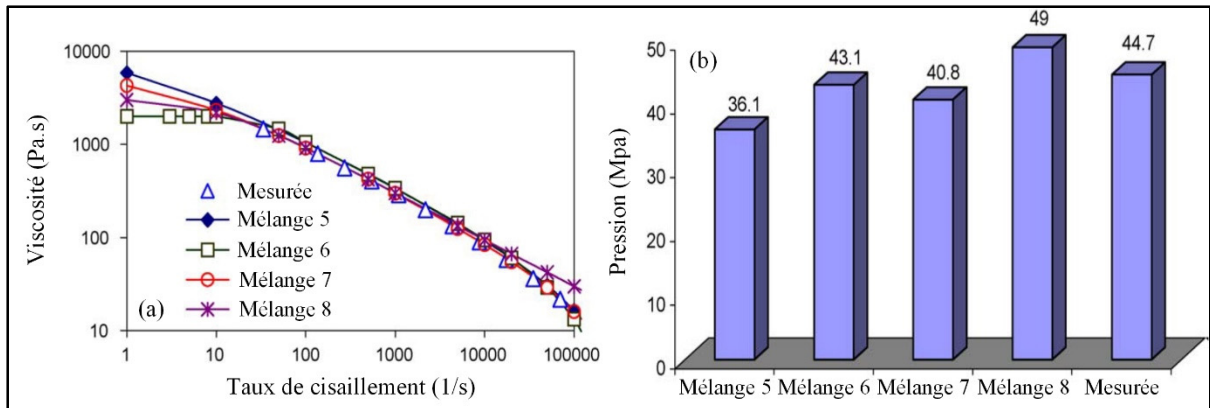 10000
1000
100
10
Viscosité (Pa.s)
Mesurée
Mélange 5
Mélange 6
Mélange 7
Mélange 8
(a)
1 10 100 1000 10000 100000
Taux de cisaillement (1/s)
(b)
50
40
30
20
10
0
Pression (Mpa)
36.1
43.1
40.8
49
44.7
Mélange 5 Mélange 6 Mélange 7 Mélange 8 Mesurée